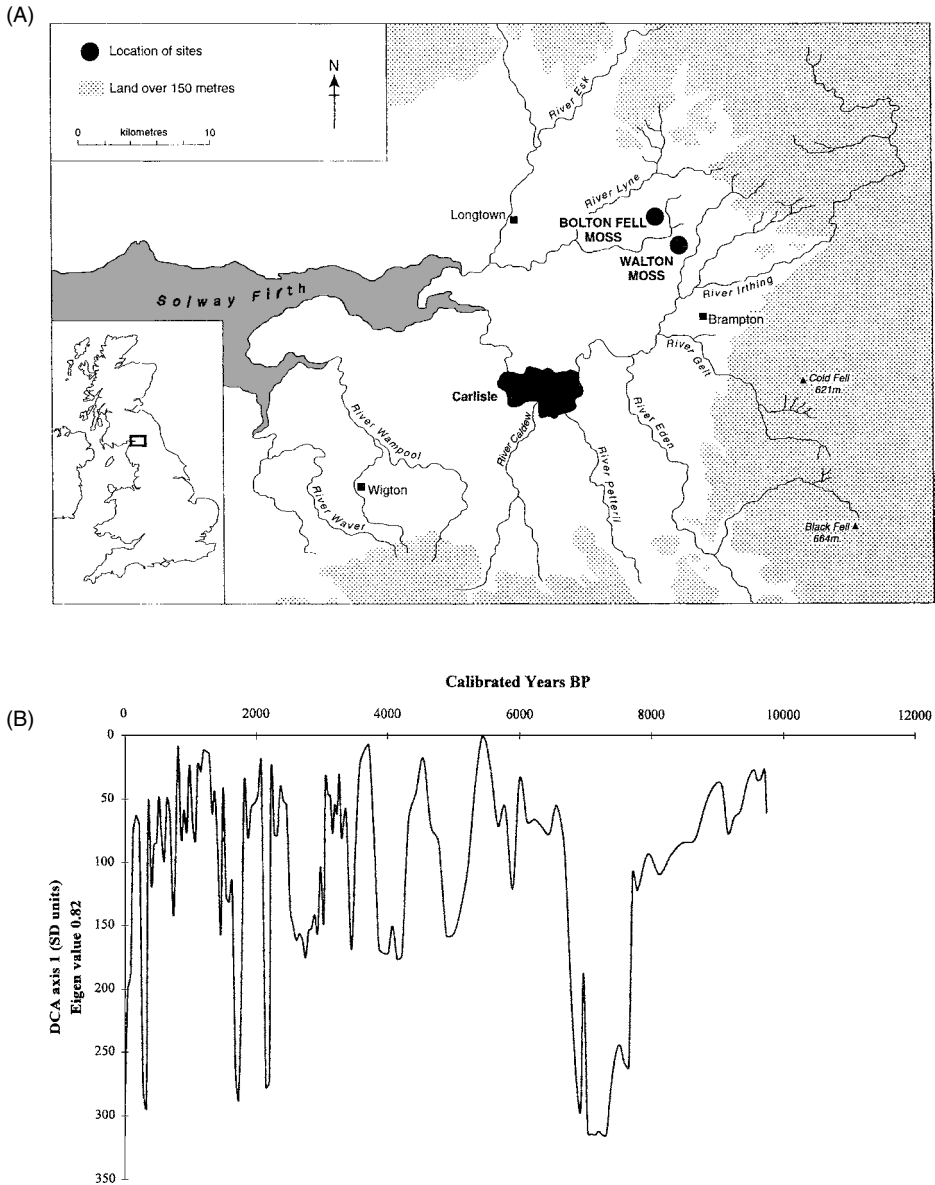 (A)
Location of sites
Land over 150 metres
0 kilometres 10
N
River Esk
River Lyne
Longtown
BOLTON FELL
MOSS
WALTON
MOSS
Solway Firth
River Irthing
Brampton
River Gelt
Cold Fell
621m.
Carlisle
River Wampool
River Caldew
River Eden
River Petteril
Wigton
River Waver
Black Fell
664m.
Calibrated Years BP
(B)
0 2000 4000 6000 8000 10000 12000
0
50
100
150
200
250
300
350
DCA axis 1 (SD units)
Eigen value 0.82